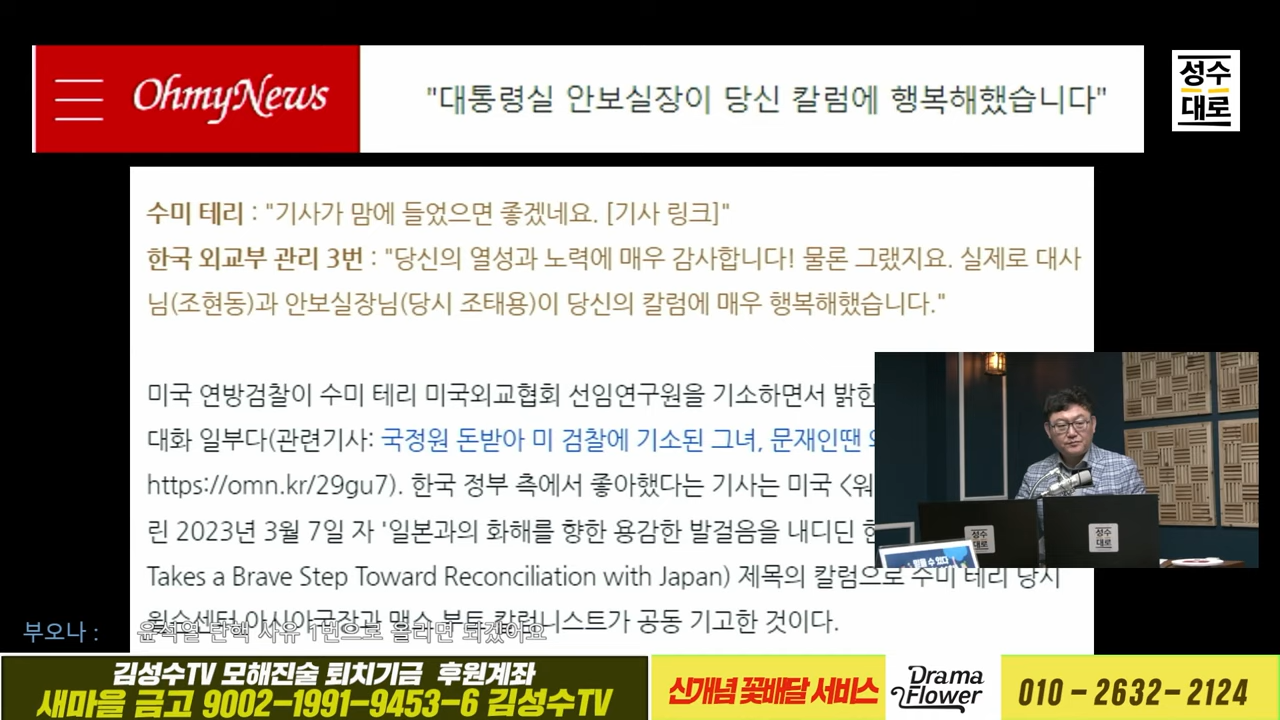 OhmyNews
"대통령실 안보실장이 당신 칼럼에 행복해했습니다"
성수
대로
수미 테리 : "기사가 맘에 들었으면 좋겠네요. [기사 링크]"
한국 외교부 관리 3번 : "당신의 열성과 노력에 매우 감사합니다! 물론 그랬지요. 실제로 대사
님(조현동)과 안보실장님(당시 조태용)이 당신의 칼럼에 매우 행복해했습니다."
미국 연방검찰이 수미 테리 미국외교협회 선임연구원을 기소하면서 밝힌
대화 일부다(관련기사: 국정원 돈받아 미 검찰에 기소된 그녀, 문재인땐
https://omn.kr/29gu7). 한국 정부 측에서 좋아했다는 기사는 미국 <워
린 2023년 3월 7일 자 '일본과의 화해를 향한 용감한 발걸음을 내디딘 한
Takes a Brave Step Toward Reconciliation with Japan) 제목의 칼럼으로 수미 테리 당시
윌슨센터 아시아국장과 맥스 부트 칼럼니스트가 공동 기고한 것이다.
성수
대로
성수
대로
부오나 : 윤석열 탄핵 사유 1번으로 올라면 되겠어요
김성수TV 모해진술 퇴치기금 후원계좌
새마을 금고 9002-1991-9453-6 김성수TV
신개념 꽃배달 서비스
Drama
Flower
010 - 2632- 2124